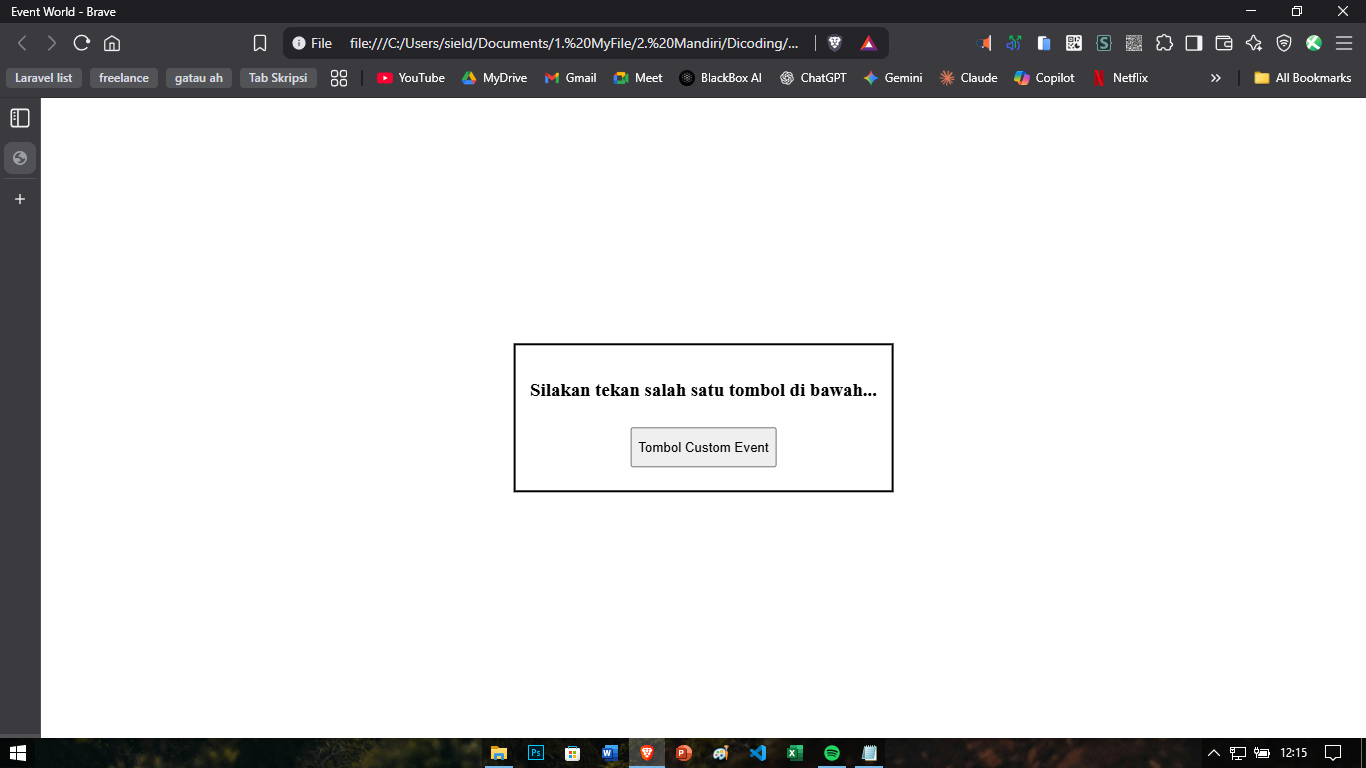 Event World - Brave
File file:///C:/Users/sield/Documents/1.%20MyFile/2.%20Mandiri/Dicoding/...
Laravel list freelance gatau ah Tab Skripsi YouTube MyDrive Gmail Meet BlackBox AI ChatGPT Gemini Claude Copilot Netflix » All Bookmarks
Silakan tekan salah satu tombol di bawah...
Tombol Custom Event
12:15